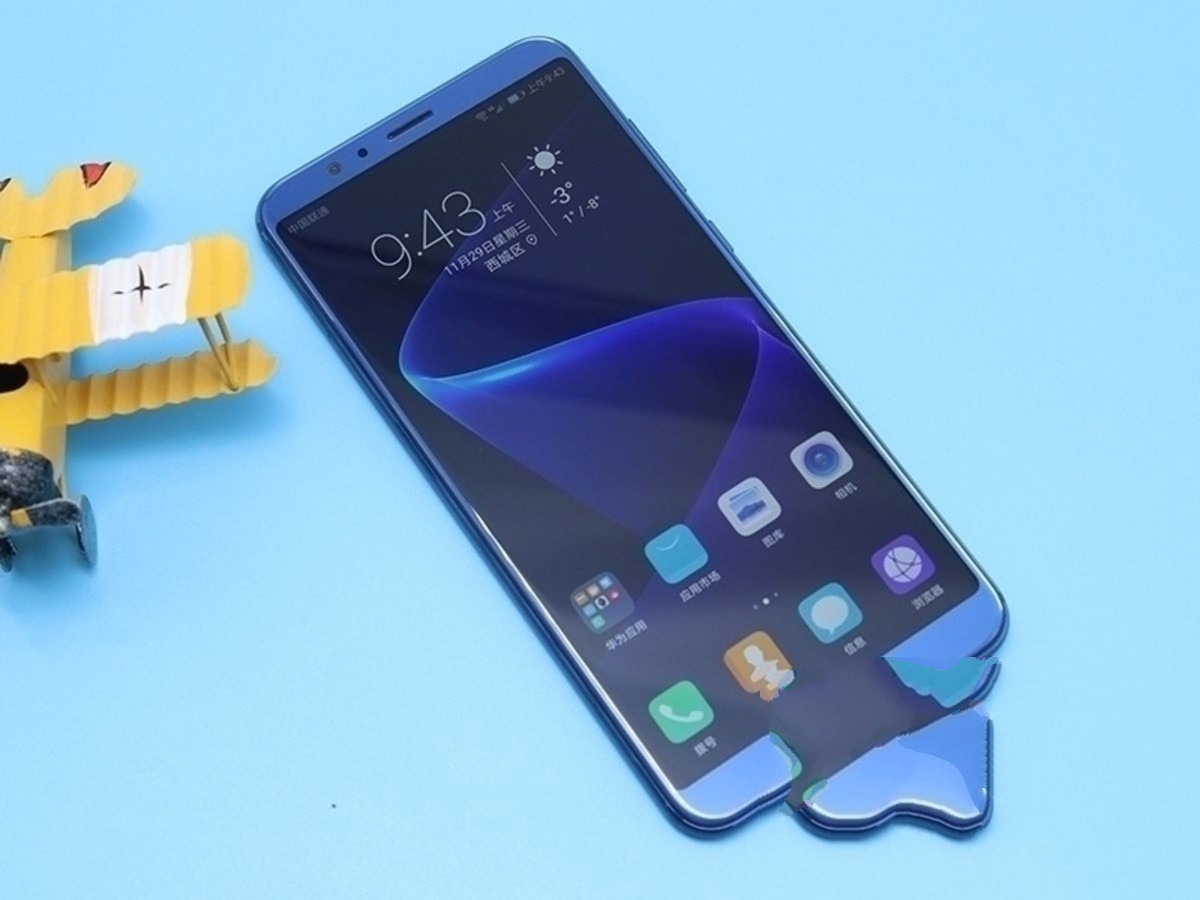 上午9:43
中国联通
9:43 上午
11月29日星期三
西城区
-3°
1° / -8°
相机
图库
应用市场
华为应用
浏览器
信息
拨号